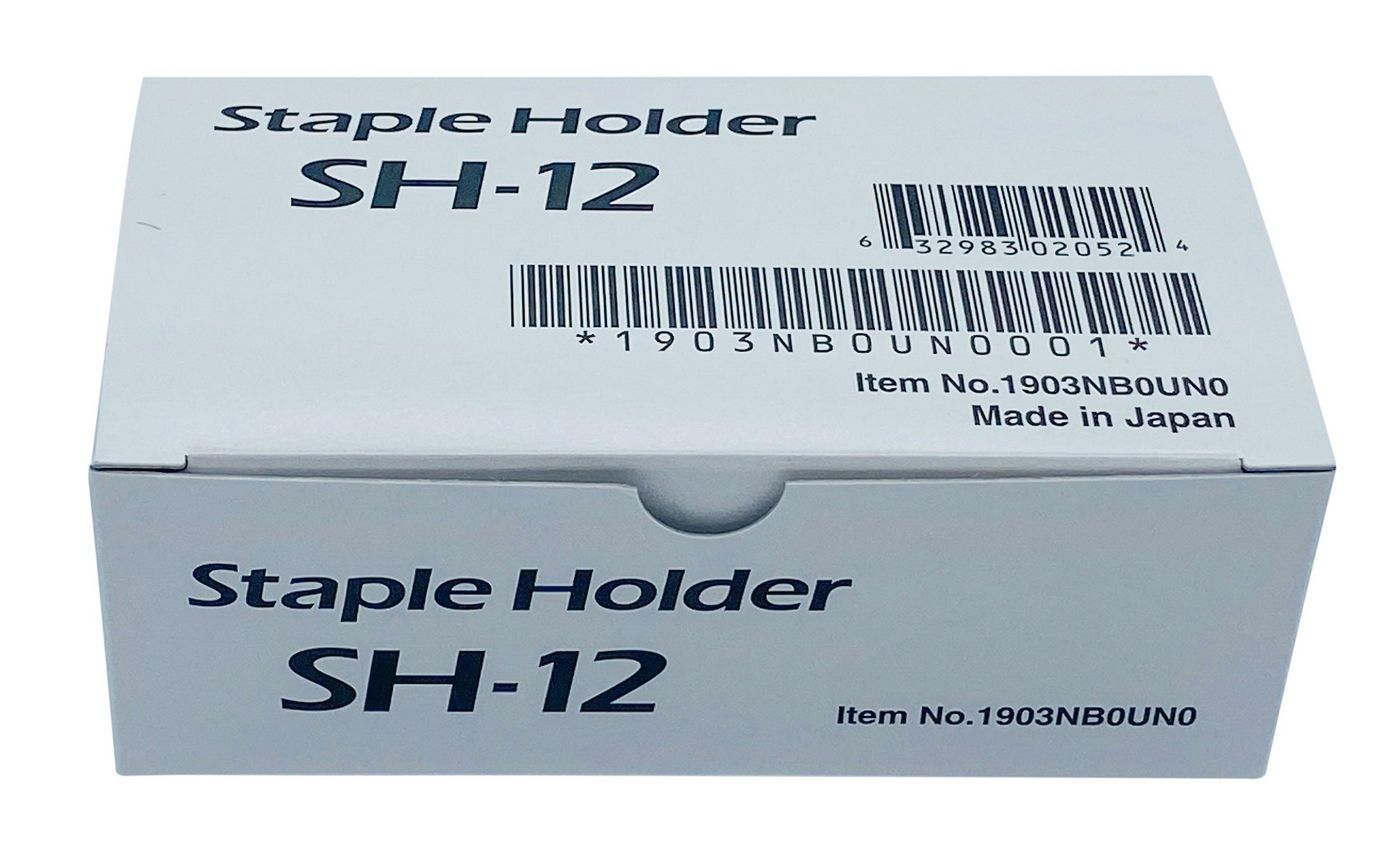 Staple Holder
SH-12
6 32983 02052 4
*1903NB0UN0001*
Item No.1903NB0UN0
Made in Japan
Staple Holder
SH-12
Item No.1903NB0UN0